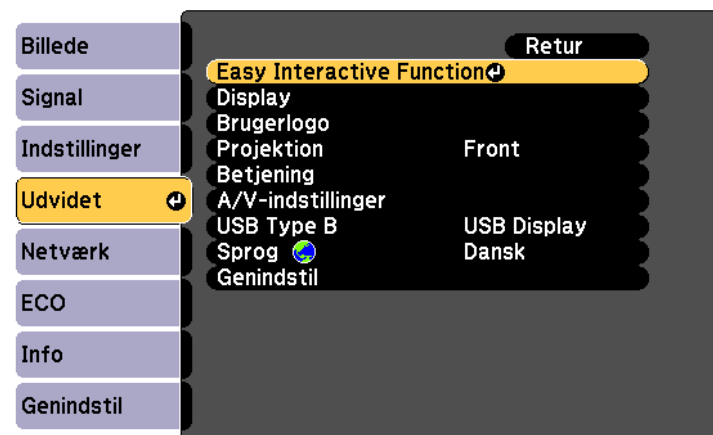 Billede
Signal
Indstillinger
Udvidet
Netværk
ECO
Info
Genindstil
Retur
Easy Interactive Function
Display
Brugerlogo
Projektion Front
Betjening
A/V-indstillinger
USB Type B USB Display
Sprog Dansk
Genindstil